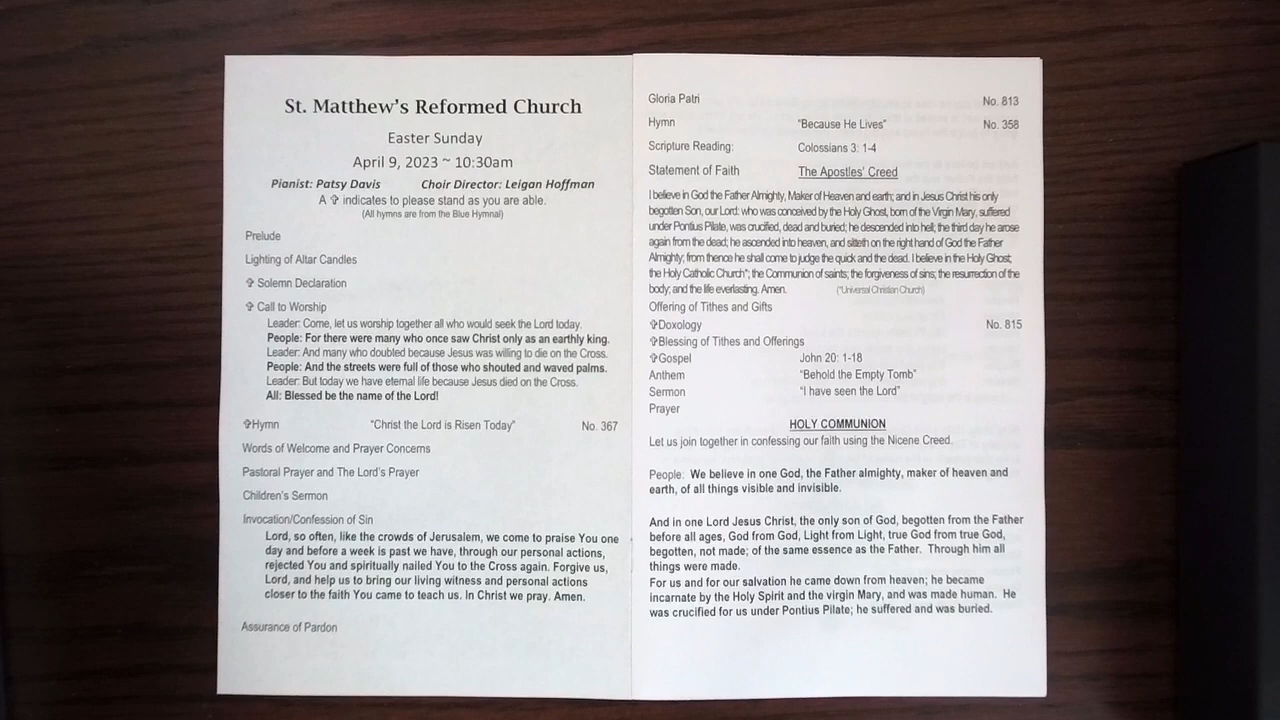 St. Matthew's Reformed Church
Easter Sunday
April 9, 2023 ~ 10:30am
Pianist: Patsy Davis Choir Director: Leigan Hoffman
A ✞ indicates to please stand as you are able.
(All hymns are from the Blue Hymnal)
Prelude
Lighting of Altar Candles
✞ Solemn Declaration
✞ Call to Worship
Leader: Come, let us worship together all who would seek the Lord today.
People: For there were many who once saw Christ only as an earthly king.
Leader: And many who doubted because Jesus was willing to die on the Cross.
People: And the streets were full of those who shouted and waved palms.
Leader: But today we have eternal life because Jesus died on the Cross.
All: Blessed be the name of the Lord!
✞Hymn "Christ the Lord is Risen Today" No. 367
Words of Welcome and Prayer Concerns
Pastoral Prayer and The Lord's Prayer
Children's Sermon
Invocation/Confession of Sin
Lord, so often, like the crowds of Jerusalem, we come to praise You one
day and before a week is past we have, through our personal actions,
rejected You and spiritually nailed You to the Cross again. Forgive us,
Lord, and help us to bring our living witness and personal actions
closer to the faith You came to teach us. In Christ we pray. Amen.
Assurance of Pardon
Gloria Patri No. 813
Hymn "Because He Lives" No. 358
Scripture Reading: Colossians 3: 1-4
Statement of Faith The Apostles' Creed
I believe in God the Father Almighty, Maker of Heaven and earth; and in Jesus Christ his only
begotten Son, our Lord: who was conceived by the Holy Ghost, born of the Virgin Mary, suffered
under Pontius Pilate, was crucified, dead and buried; he descended into hell; the third day he arose
again from the dead; he ascended into heaven, and sitteth on the right hand of God the Father
Almighty; from thence he shall come to judge the quick and the dead. I believe in the Holy Ghost;
the Holy Catholic Church*; the Communion of saints; the forgiveness of sins; the resurrection of the
body; and the life everlasting. Amen. (*Universal Christian Church)
Offering of Tithes and Gifts
✞Doxology No. 815
✞Blessing of Tithes and Offerings
✞Gospel John 20: 1-18
Anthem "Behold the Empty Tomb"
Sermon "I have seen the Lord"
Prayer
HOLY COMMUNION
Let us join together in confessing our faith using the Nicene Creed.
People: We believe in one God, the Father almighty, maker of heaven and
earth, of all things visible and invisible.
And in one Lord Jesus Christ, the only son of God, begotten from the Father
before all ages, God from God, Light from Light, true God from true God,
begotten, not made; of the same essence as the Father. Through him all
things were made.
For us and for our salvation he came down from heaven; he became
incarnate by the Holy Spirit and the virgin Mary, and was made human. He
was crucified for us under Pontius Pilate; he suffered and was buried.